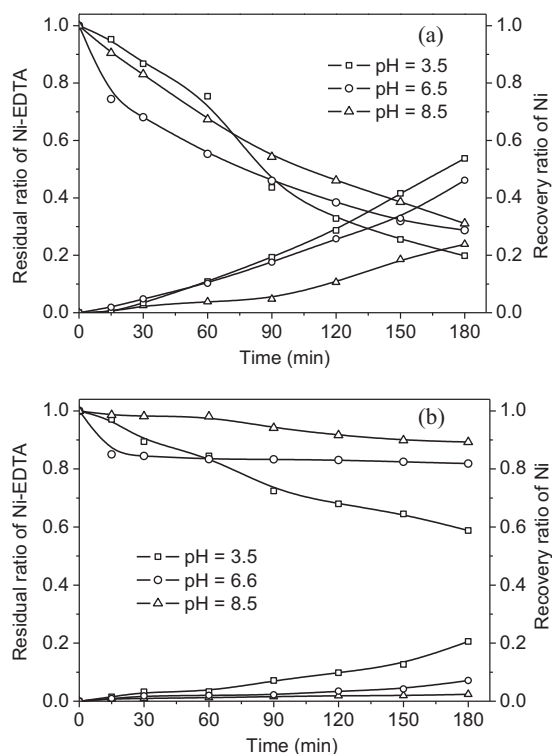 (a)
pH = 3.5
pH = 6.5
pH = 8.5
Residual ratio of Ni-EDTA
Recovery ratio of Ni
1.0
0.8
0.6
0.4
0.2
0.0
1.0
0.8
0.6
0.4
0.2
0.0
0 30 60 90 120 150 180
Time (min)
(b)
pH = 3.5
pH = 6.6
pH = 8.5
Residual ratio of Ni-EDTA
Recovery ratio of Ni
1.0
0.8
0.6
0.4
0.2
0.0
1.0
0.8
0.6
0.4
0.2
0.0
0 30 60 90 120 150 180
Time (min)